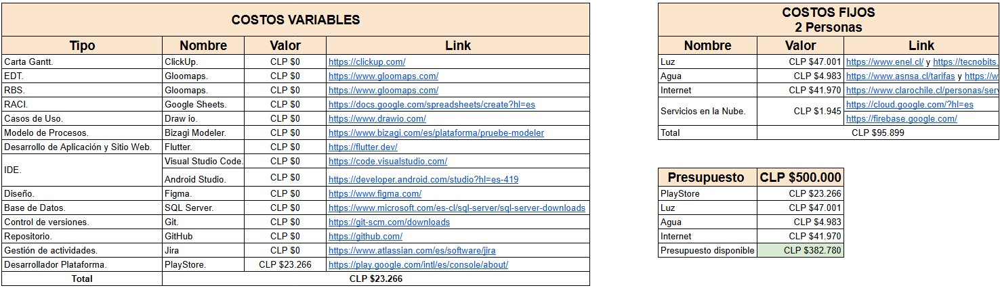 COSTOS VARIABLES
Tipo Nombre Valor Link
Carta Gantt. ClickUp. CLP $0 https://clickup.com/
EDT. Gloomaps. CLP $0 https://www.gloomaps.com/
RBS. Gloomaps. CLP $0 https://www.gloomaps.com/
RACI. Google Sheets. CLP $0 https://docs.google.com/spreadsheets/create?hl=es
Casos de Uso. Draw io. CLP $0 https://www.drawio.com/
Modelo de Procesos. Bizagi Modeler. CLP $0 https://www.bizagi.com/es/plataforma/pruebe-modeler
Desarrollo de Aplicación y Sitio Web. Flutter. CLP $0 https://flutter.dev/
IDE. Visual Studio Code. CLP $0 https://code.visualstudio.com/
Android Studio. CLP $0 https://developer.android.com/studio?hl=es-419
Diseño. Figma. CLP $0 https://www.figma.com/
Base de Datos. SQL Server. CLP $0 https://www.microsoft.com/es-cl/sql-server/sql-server-downloads
Control de versiones. Git. CLP $0 https://git-scm.com/downloads
Repositorio. GitHub CLP $0 https://github.com/
Gestión de actividades. Jira CLP $0 https://www.atlassian.com/es/software/jira
Desarrollador Plataforma. PlayStore. CLP $23.266 https://play.google.com/intl/es/console/about/
Total CLP $23.266
COSTOS FIJOS
2 Personas
Nombre Valor Link
Luz CLP $47.001 https://www.enel.cl/ y https://tecnobits.
Agua CLP $4.983 https://www.asnsa.cl/tarifas y https://w
Internet CLP $41.970 https://www.clarochile.cl/personas/serv
Servicios en la Nube. CLP $1.945 https://cloud.google.com/?hl=es
https://firebase.google.com/
Total CLP $95.899
Presupuesto CLP $500.000
PlayStore CLP $23.266
Luz CLP $47.001
Agua CLP $4.983
Internet CLP $41.970
Presupuesto disponible CLP $382.780